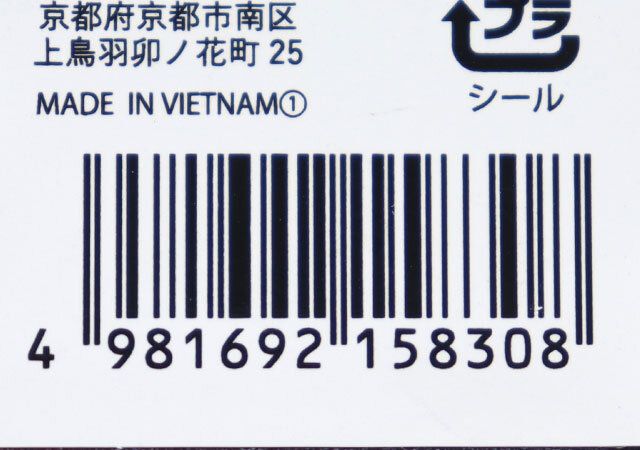 京都府京都市南区
上鳥羽卯ノ花町 25
MADE IN VIETNAM①
プラ
シール
4 981692 158308